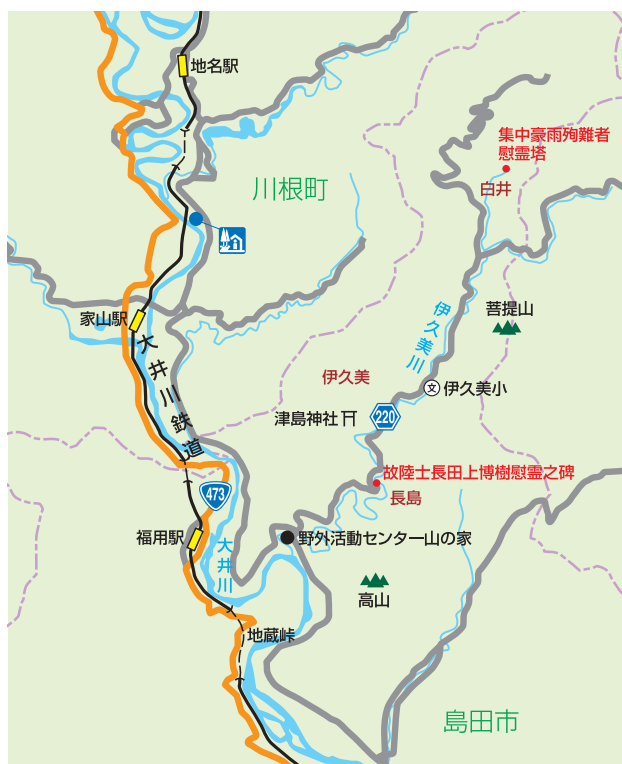 地名駅
集中豪雨殉難者
慰霊塔
白井
川根町
伊久美川
菩提山
家山駅
大井川鉄道
伊久美
文
伊久美小
津島神社
220
故陸士長田上博樹慰霊之碑
長島
473
福用駅
大井川
野外活動センター山の家
高山
地蔵峠
島田市